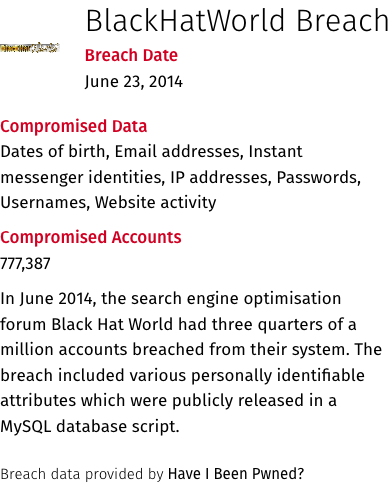 BlackHatWorld Breach
Breach Date
June 23, 2014
Compromised Data
Dates of birth, Email addresses, Instant
messenger identities, IP addresses, Passwords,
Usernames, Website activity
Compromised Accounts
777,387
In June 2014, the search engine optimisation
forum Black Hat World had three quarters of a
million accounts breached from their system. The
breach included various personally identifiable
attributes which were publicly released in a
MySQL database script.
Breach data provided by Have I Been Pwned?